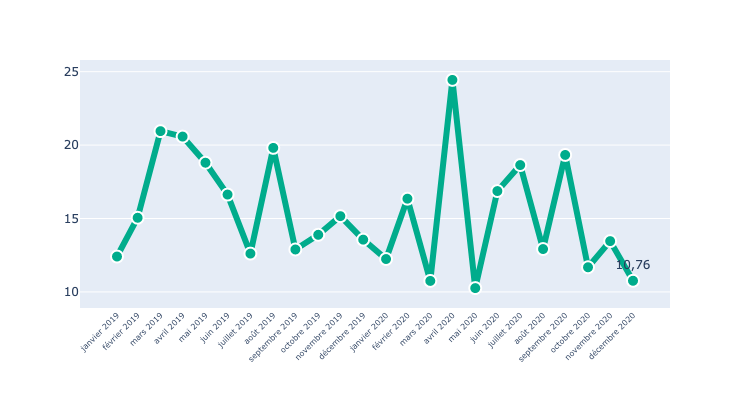 25
20
15
10
10,76
janvier 2019
février 2019
mars 2019
avril 2019
mai 2019
juin 2019
juillet 2019
août 2019
septembre 2019
octobre 2019
novembre 2019
décembre 2019
janvier 2020
février 2020
mars 2020
avril 2020
mai 2020
juin 2020
juillet 2020
août 2020
septembre 2020
octobre 2020
novembre 2020
décembre 2020